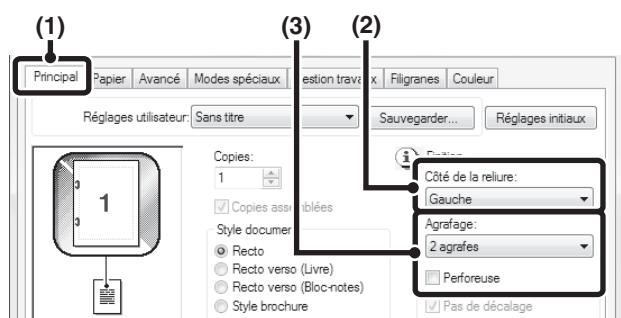 (1)
(3)
(2)
Principal Papier Avancé Modes spéciaux Gestion travaux Filigranes Couleur
Réglages utilisateur: Sans titre Sauvegarder... Réglages initiaux
Copies:
1
Copies assemblées
Style documen
Recto
Recto verso (Livre)
Recto verso (Bloc-notes)
Style brochure
1
Finition
Côté de la reliure:
Gauche
Agrafage:
2 agrafes
Perforeuse
Pas de décalage